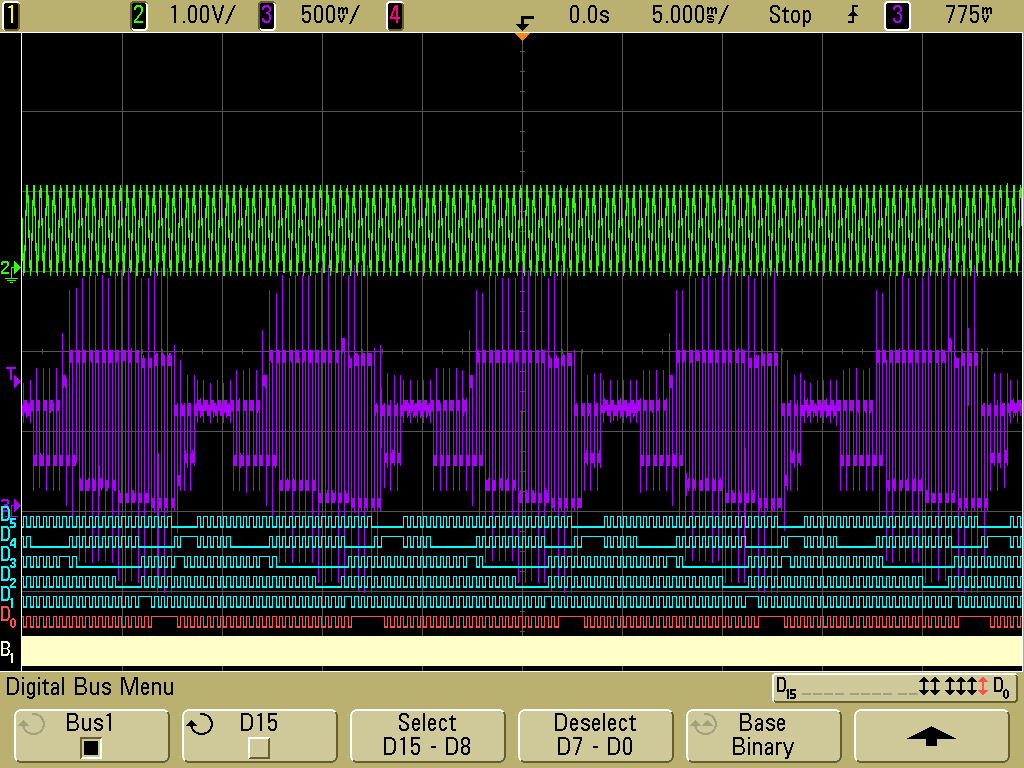 1 2 1.00V/ 3 500mV/ 4 0.0s 5.000ms/ Stop 3 775mV
2
T
3
D5
D4
D3
D2
D1
D0
B1
Digital Bus Menu D15 D0
Bus1 D15 Select Deselect Base
D15 - D8 D7 - D0 Binary